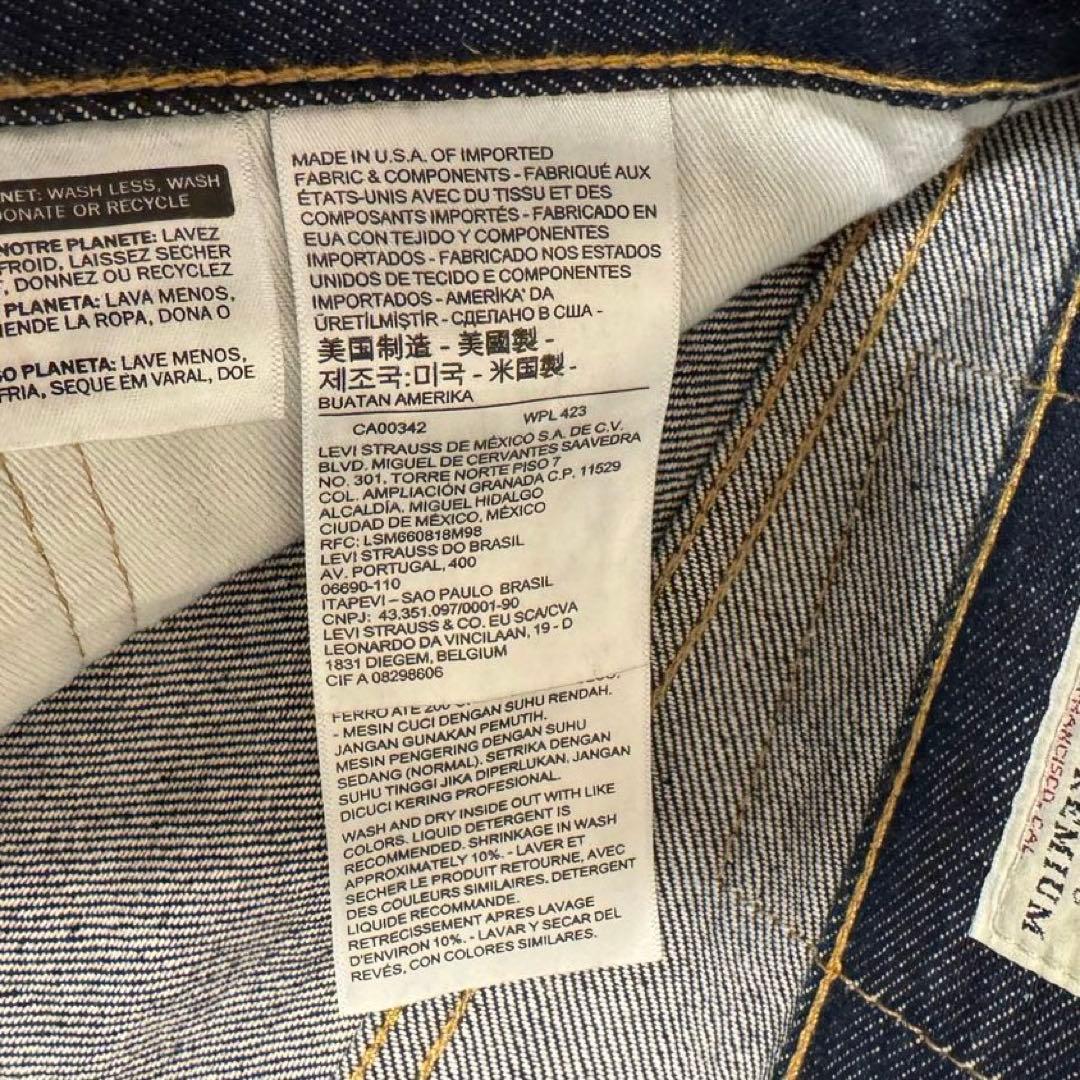 NET: WASH LESS, WASH
DONATE OR RECYCLE
NOTRE PLANETE: LAVEZ
FROID, LAISSEZ SECHER
, DONNEZ OU RECYCLEZ
PLANETA: LAVA MENOS,
IENDE LA ROPA, DONA O
O PLANETA: LAVE MENOS,
FRIA, SEQUE EM VARAL, DOE
MADE IN U.S.A. OF IMPORTED
FABRIC & COMPONENTS - FABRIQUÉ AUX
ÉTATS-UNIS AVEC DU TISSU ET DES
COMPOSANTS IMPORTÉS - FABRICADO EN
EUA CON TEJIDO Y COMPONENTES
IMPORTADOS - FABRICADO NOS ESTADOS
UNIDOS DE TECIDO E COMPONENTES
IMPORTADOS - AMERİKA' DA
ÜRETİLMİŞTİR - СДЕЛАНО В США -
美国制造 - 美國製 -
제조국:미국 - 米国製 -
BUATAN AMERIKA
CA00342 WPL 423
LEVI STRAUSS DE MÉXICO S.A. DE C.V.
BLVD. MIGUEL DE CERVANTES SAAVEDRA
NO. 301, TORRE NORTE PISO 7
COL. AMPLIACIÓN GRANADA C.P. 11529
ALCALDÍA, MIGUEL HIDALGO
CIUDAD DE MÉXICO, MÉXICO
RFC: LSM660818M98
LEVI STRAUSS DO BRASIL
AV. PORTUGAL, 400
06690-110
ITAPEVI – SAO PAULO BRASIL
CNPJ: 43.351.097/0001-90
LEVI STRAUSS & CO. EU SCA/CVA
LEONARDO DA VINCILAAN, 19 - D
1831 DIEGEM, BELGIUM
CIF A 08298606
FERRO ATE 200
- MESIN CUCI DENGAN SUHU RENDAH.
JANGAN GUNAKAN PEMUTIH.
MESIN PENGERING DENGAN SUHU
SEDANG (NORMAL). SETRIKA DENGAN
SUHU TINGGI JIKA DIPERLUKAN. JANGAN
DICUCI KERING PROFESIONAL.
WASH AND DRY INSIDE OUT WITH LIKE
COLORS. LIQUID DETERGENT IS
RECOMMENDED. SHRINKAGE IN WASH
APPROXIMATELY 10%. - LAVER ET
SECHER LE PRODUIT RETOURNE, AVEC
DES COULEURS SIMILAIRES. DETERGENT
LIQUIDE RECOMMANDE.
RETRECISSEMENT APRES LAVAGE
D'ENVIRON 10%. - LAVAR Y SECAR DEL
REVÉS, CON COLORES SIMILARES.
FRANCISCO, CAL
REMIUM